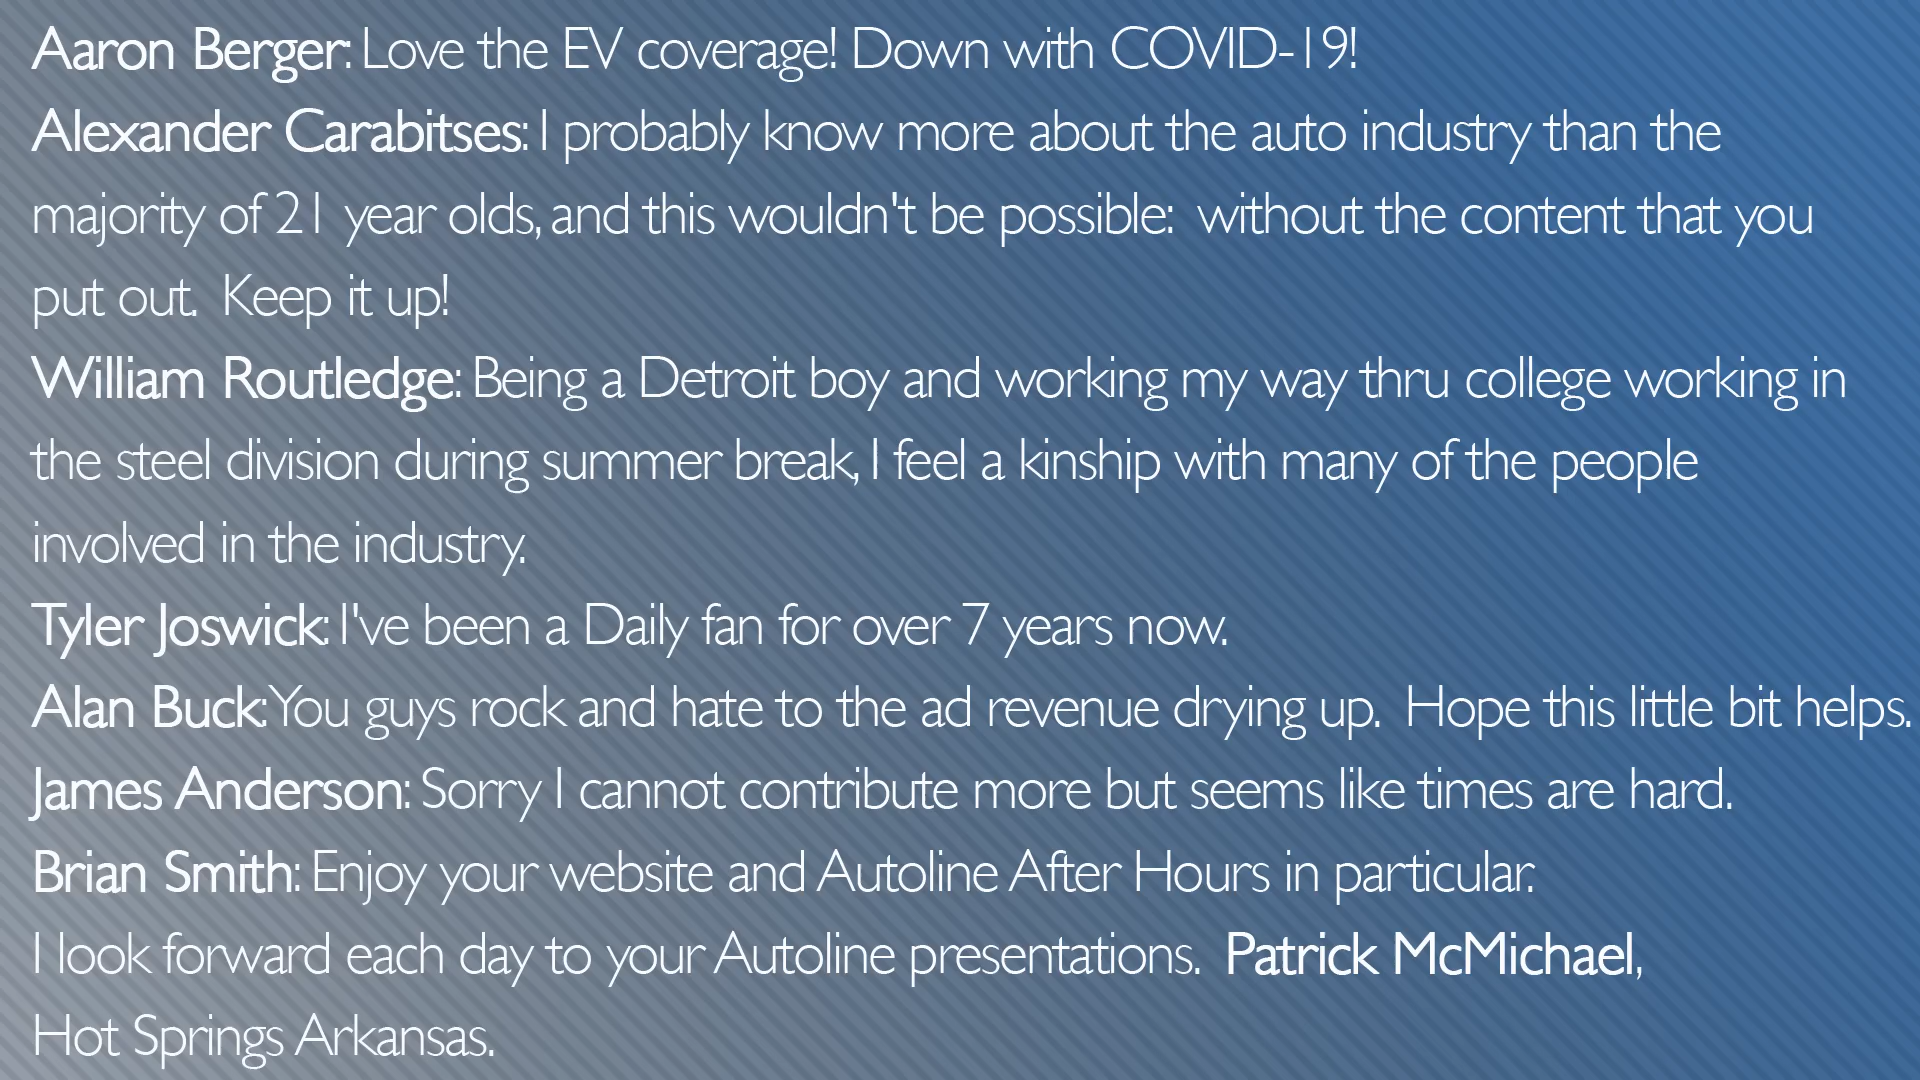 Aaron Berger: Love the EV coverage! Down with COVID-19!
Alexander Carabitses: I probably know more about the auto industry than the
majority of 21 year olds, and this wouldn't be possible:  without the content that you
put out.  Keep it up!
William Routledge: Being a Detroit boy and working my way thru college working in
the steel division during summer break, I feel a kinship with many of the people
involved in the industry.
Tyler Joswick: I've been a Daily fan for over 7 years now.
Alan Buck: You guys rock and hate to the ad revenue drying up.  Hope this little bit helps.
James Anderson: Sorry I cannot contribute more but seems like times are hard.
Brian Smith: Enjoy your website and Autoline After Hours in particular.
I look forward each day to your Autoline presentations.  Patrick McMichael,
Hot Springs Arkansas.